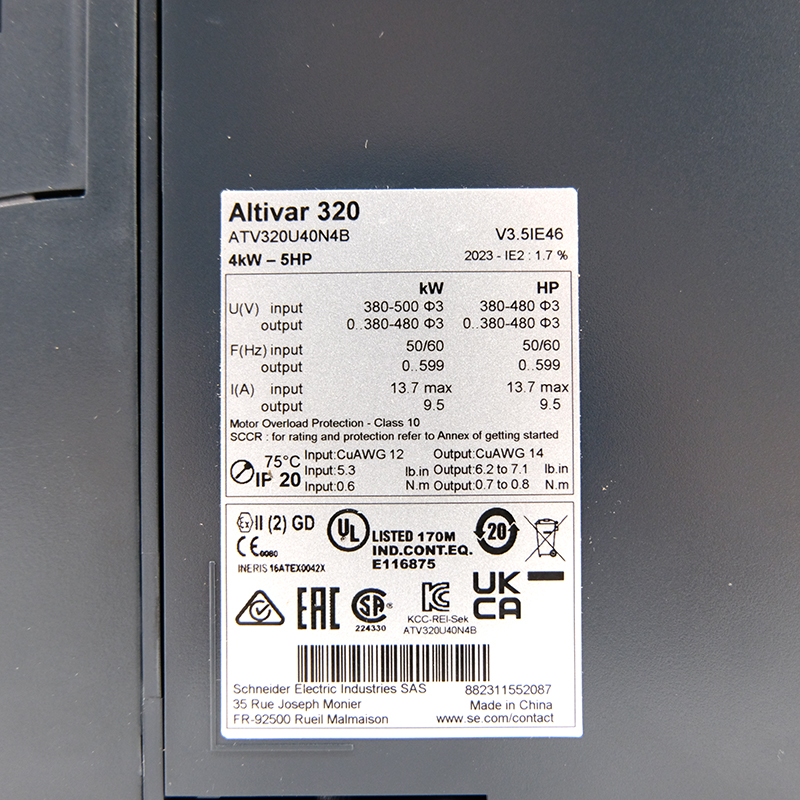 Altivar 320
ATV320U40N4B V3.5IE46
4kW – 5HP 2023 - IE2 : 1.7 %
kW HP
U(V) input 380-500 Φ3 380-480 Φ3
output 0..380-480 Φ3 0..380-480 Φ3
F(Hz) input 50/60 50/60
output 0..599 0..599
I(A) input 13.7 max 13.7 max
output 9.5 9.5
Motor Overload Protection - Class 10
SCCR : for rating and protection refer to Annex of getting started
75°C Input:CuAWG 12 Output:CuAWG 14
Input:5.3 lb.in Output:6.2 to 7.1 lb.in
IP 20 Input:0.6 N.m Output:0.7 to 0.8 N.m
Ex II (2) GD
CE 0080
INERIS 16ATEX0042X
UL LISTED 170M
IND.CONT.EQ.
E116875
20
EAC
SA ®
224330
KC
KCC-REI-Sek
ATV320U40N4B
UK
CA
Schneider Electric Industries SAS 882311552087
35 Rue Joseph Monier Made in China
FR-92500 Rueil Malmaison www.se.com/contact